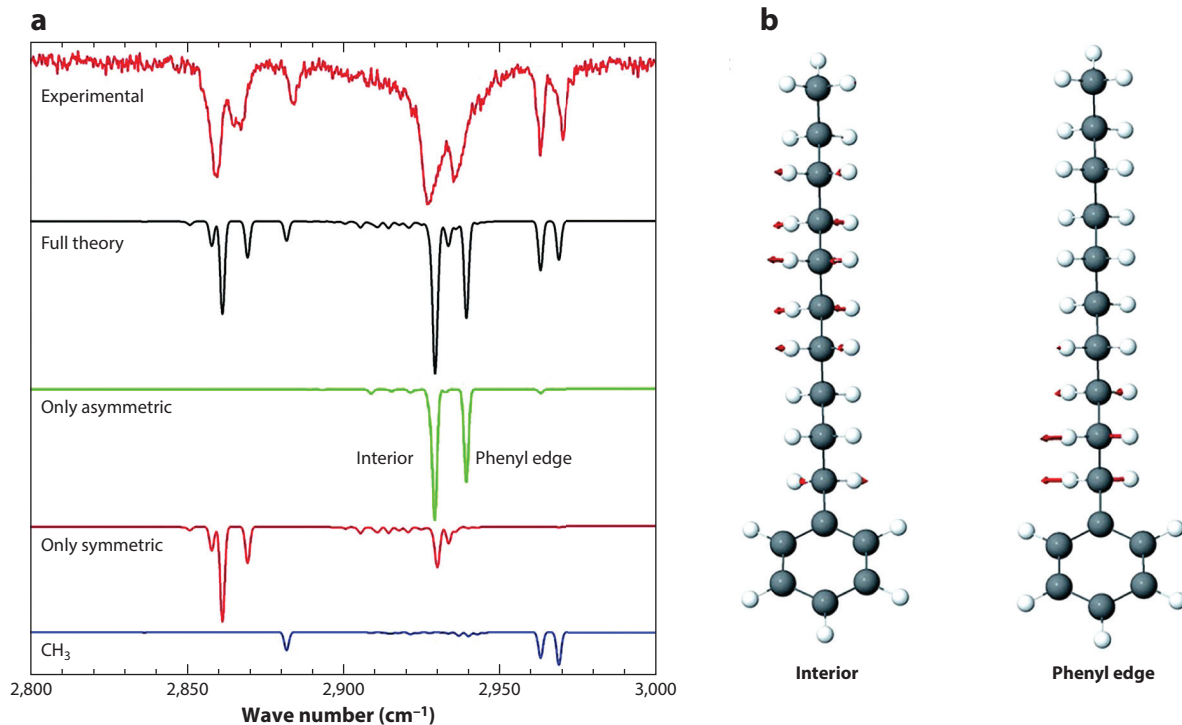 a
b
Experimental
Full theory
Only asymmetric
Interior
Phenyl edge
Only symmetric
CH₃
2,800
2,850
2,900
2,950
3,000
Wave number (cm⁻¹)
Interior
Phenyl edge